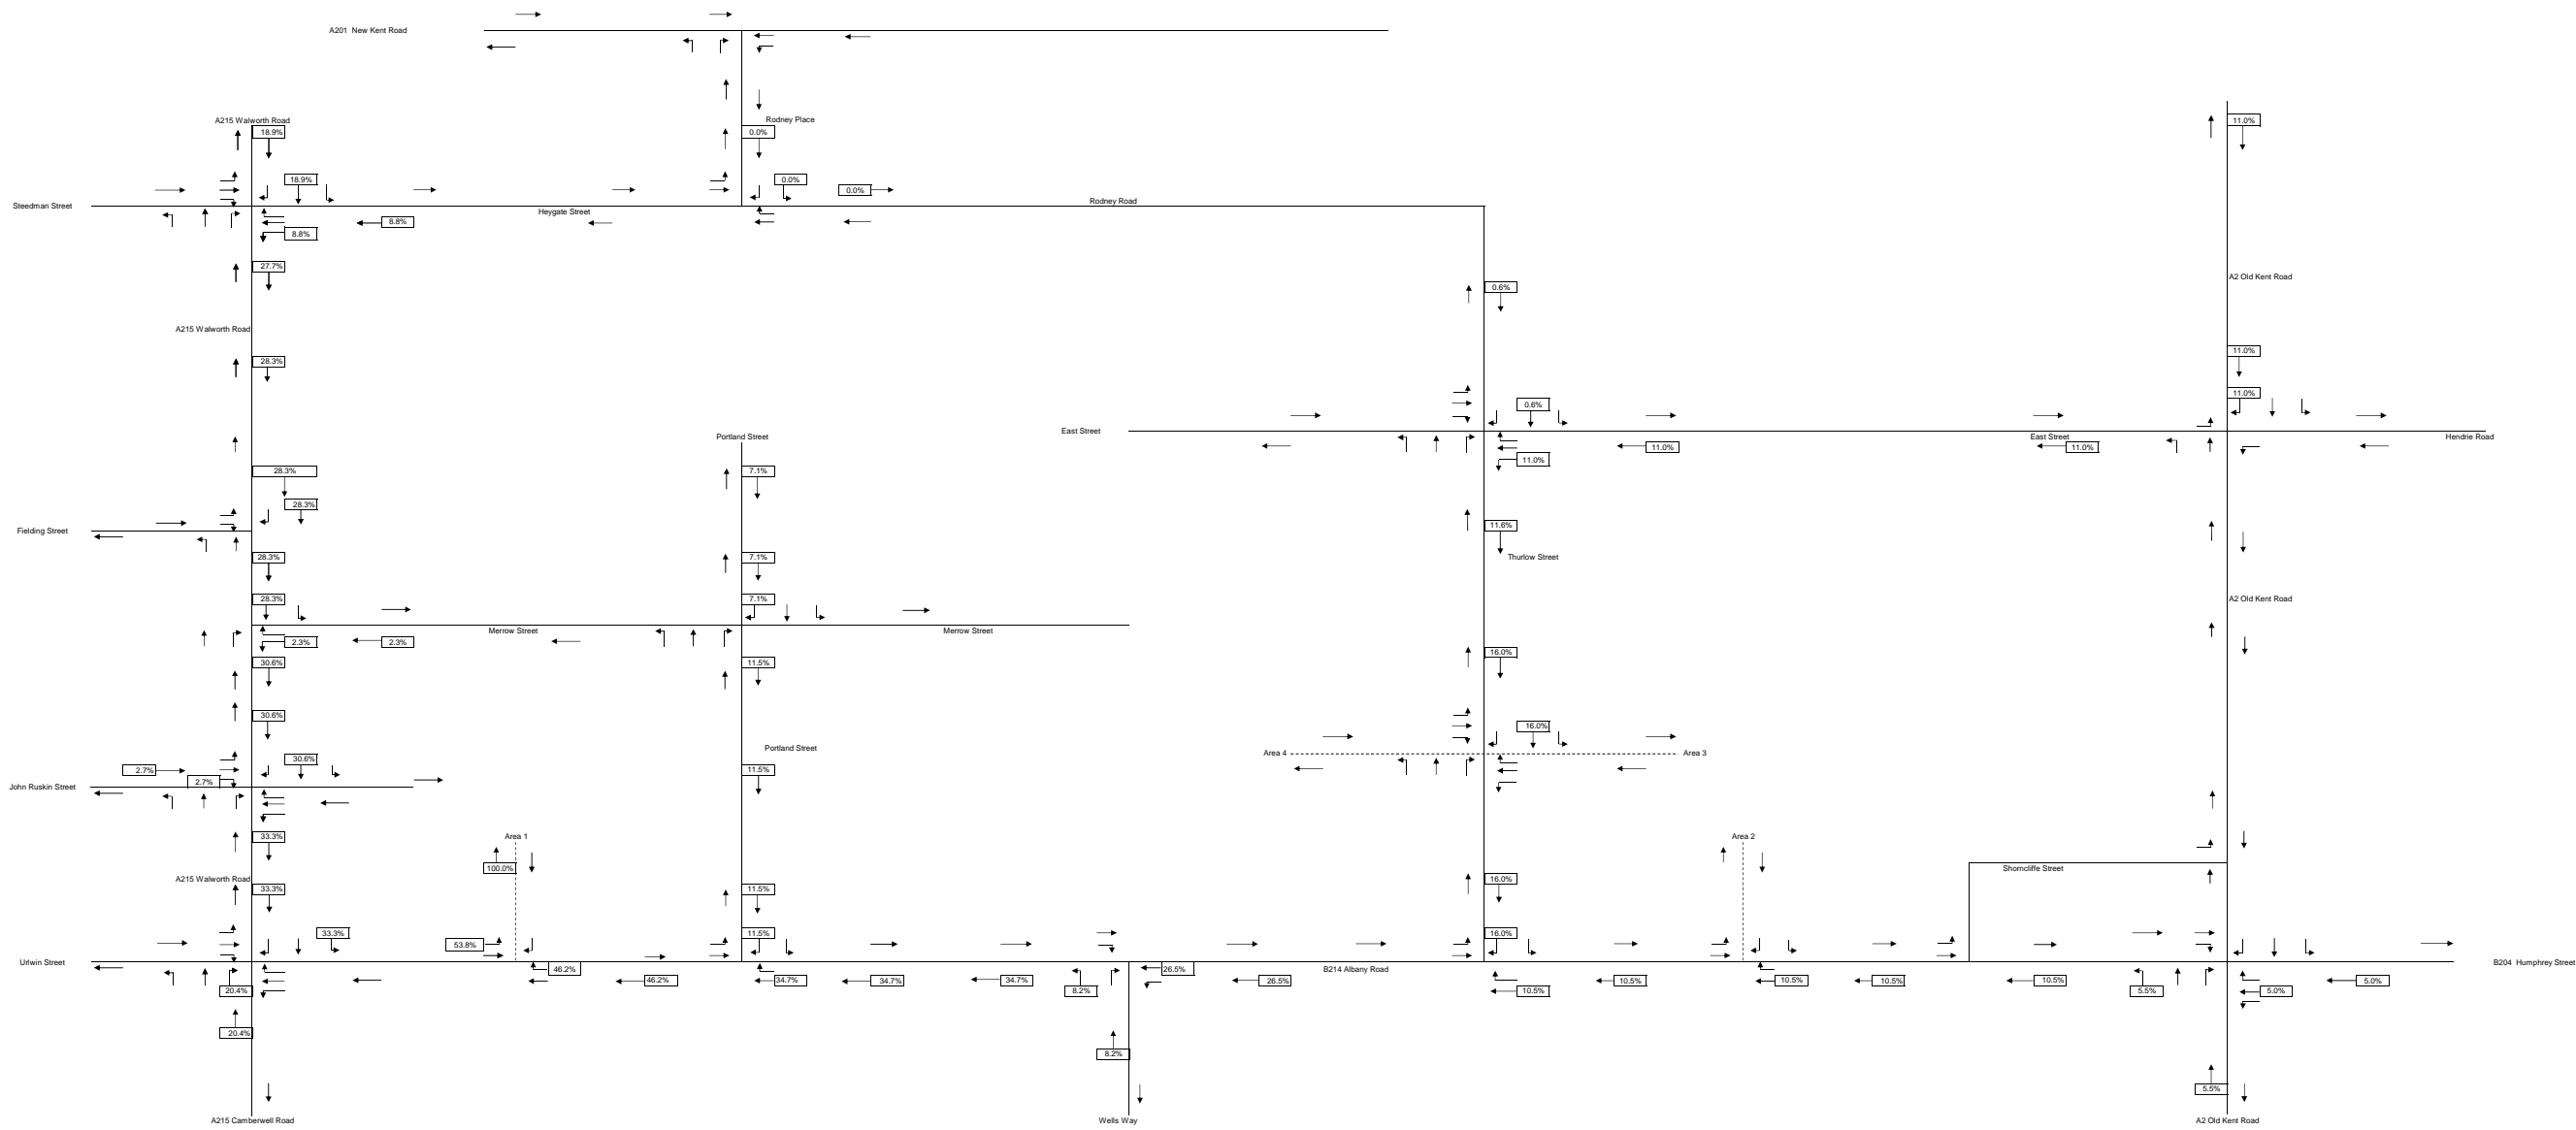 A201 New Kent Road
A215 Walworth Road
Rodney Place
18.9%
0.0%
11.0%
18.9%
0.0%
0.0%
Steedman Street
Heygate Street
Rodney Road
8.8%
8.8%
27.7%
A2 Old Kent Road
0.6%
A215 Walworth Road
28.3%
11.0%
11.0%
0.6%
East Street
Portland Street
East Street
Hendrie Road
11.0%
11.0%
11.0%
28.3%
7.1%
28.3%
11.6%
Fielding Street
28.3%
7.1%
Thurlow Street
28.3%
7.1%
A2 Old Kent Road
Merrow Street
Merrow Street
2.3%
2.3%
30.6%
11.5%
16.0%
30.6%
16.0%
Portland Street
Area 4
Area 3
30.6%
2.7%
11.5%
2.7%
John Ruskin Street
33.3%
Area 1
Area 2
100.0%
Shorncliffe Street
A215 Walworth Road
33.3%
11.5%
16.0%
33.3%
53.8%
11.5%
16.0%
Urlwin Street
46.2%
26.5%
B214 Albany Road
B204 Humphrey Street
46.2%
34.7%
34.7%
34.7%
26.5%
10.5%
10.5%
10.5%
10.5%
10.5%
5.0%
20.4%
8.2%
10.5%
5.5%
5.0%
20.4%
8.2%
5.5%
A215 Camberwell Road
Wells Way
A2 Old Kent Road